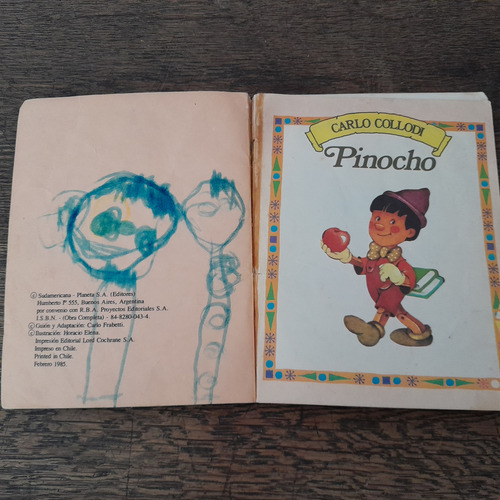 © Sudamericana - Planeta S.A. (Editores)
Humberto Iº 555, Buenos Aires, Argentina
por convenio con R.B.A. Proyectos Editoriales S.A.
I.S.B.N. - (Obra Completa) - 84-8280-043-4.
© Guión y Adaptación: Carlo Frabetti.
© Ilustración: Horacio Elena.
Impresión Editorial Lord Cochrane S.A.
Impreso en Chile.
Printed in Chile.
Febrero 1985.
CARLO COLLODI
Pinocho